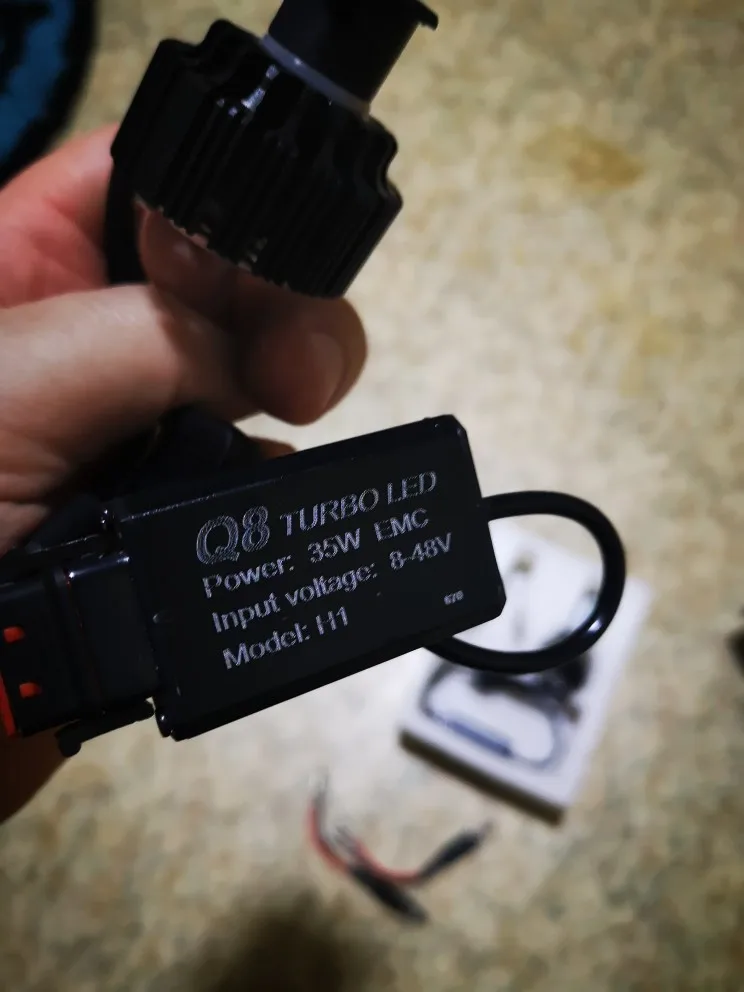 Q8 TURBO LED
Power: 35W EMC
Input voltage: 8-48V
Model: H1